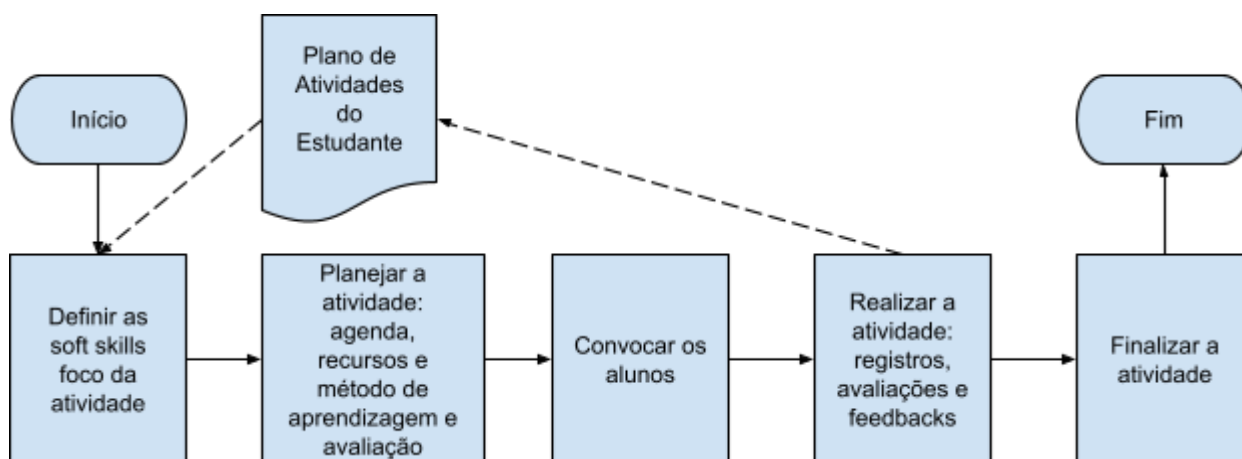 Início
Plano de
Atividades
do
Estudante
Fim
Definir as
soft skills
foco da
atividade
Planejar a
atividade:
agenda,
recursos e
método de
aprendizagem e
avaliação
Convocar os
alunos
Realizar a
atividade:
registros,
avaliações e
feedbacks
Finalizar a
atividade